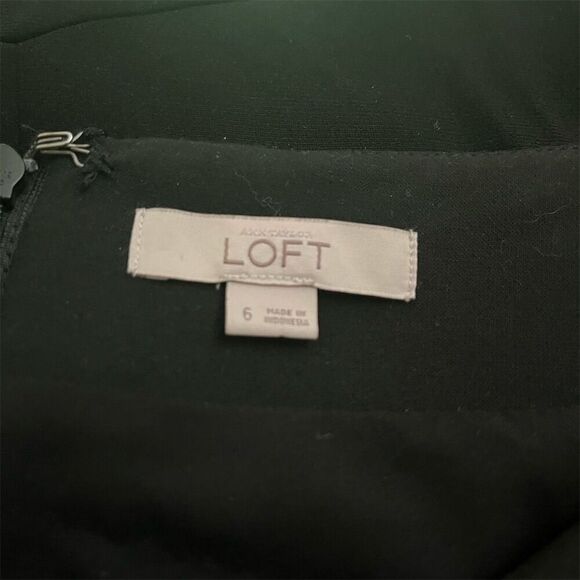 ANN TAYLOR
LOFT
6
MADE IN
INDONESIA